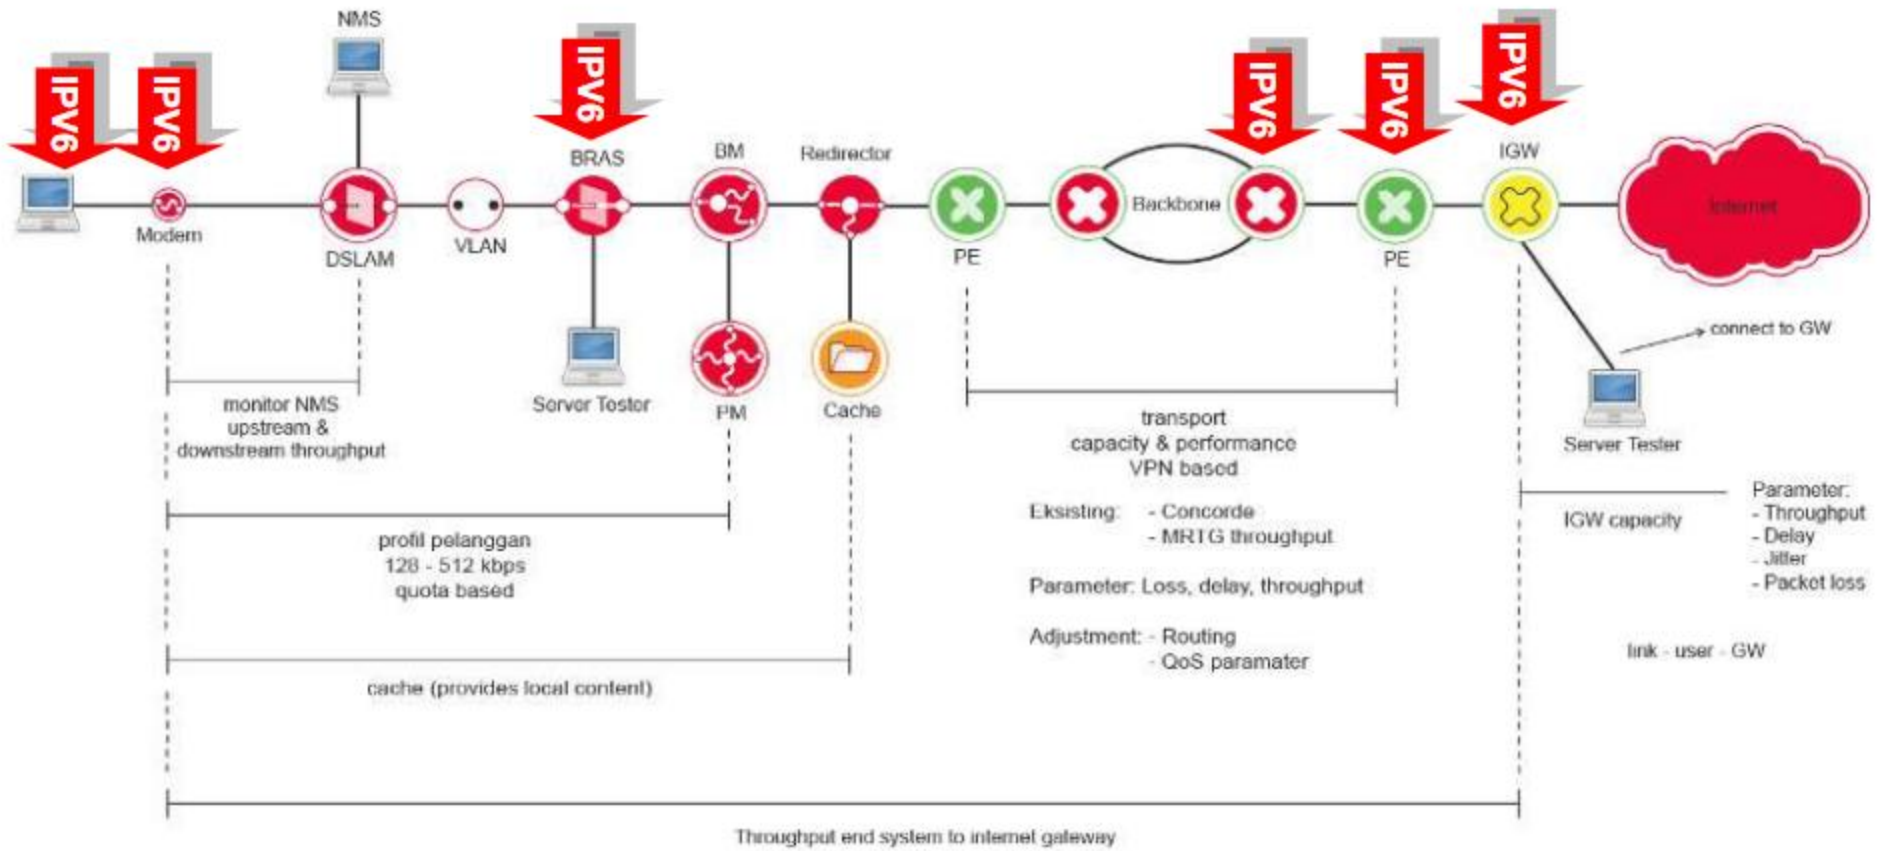 NMS
IPV6
IPV6
IPV6
IPV6
IPV6
IPV6
BRAS
BM
Redirector
IGW
Modem
DSLAM
VLAN
PE
Backbone
PE
Internet
connect to GW
Server Tester
PM
Cache
Server Tester
monitor NMS
upstream &
downstream throughput
transport
capacity & performance
VPN based
Eksisting: - Concorde
- MRTG throughput
Parameter: Loss, delay, throughput
Adjustment: - Routing
- QoS paramater
IGW capacity
Parameter:
- Throughput
- Delay
- Jitter
- Packet loss
link - user - GW
profil pelanggan
128 - 512 kbps
quota based
cache (provides local content)
Throughput end system to internet gateway